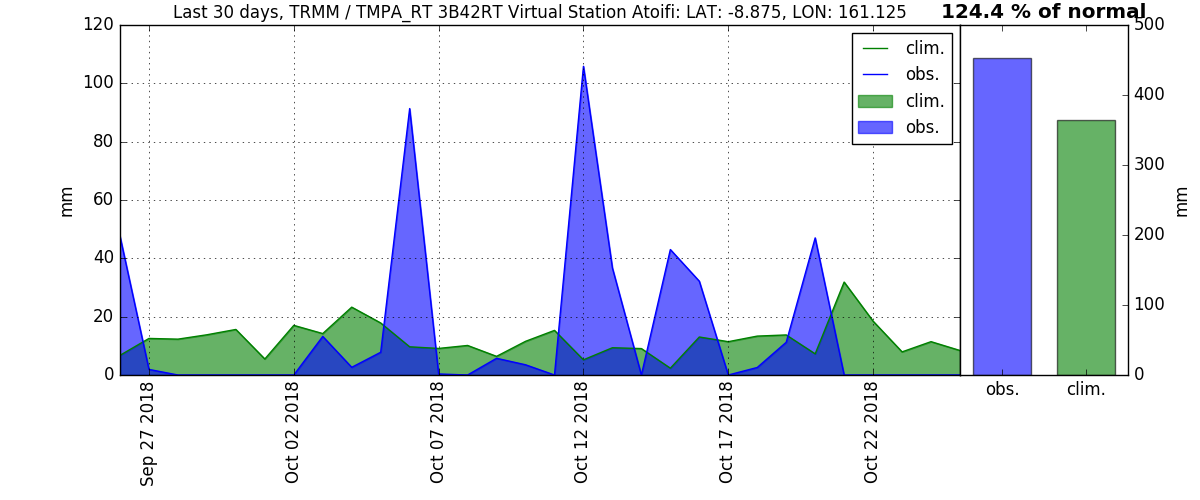 Last 30 days, TRMM / TMPA_RT 3B42RT Virtual Station Atoifi: LAT: -8.875, LON: 161.125
124.4 % of normal
120
100
80
60
40
20
0
mm
clim.
obs.
clim.
obs.
Sep 27 2018
Oct 02 2018
Oct 07 2018
Oct 12 2018
Oct 17 2018
Oct 22 2018
500
400
300
200
100
0
mm
obs.
clim.